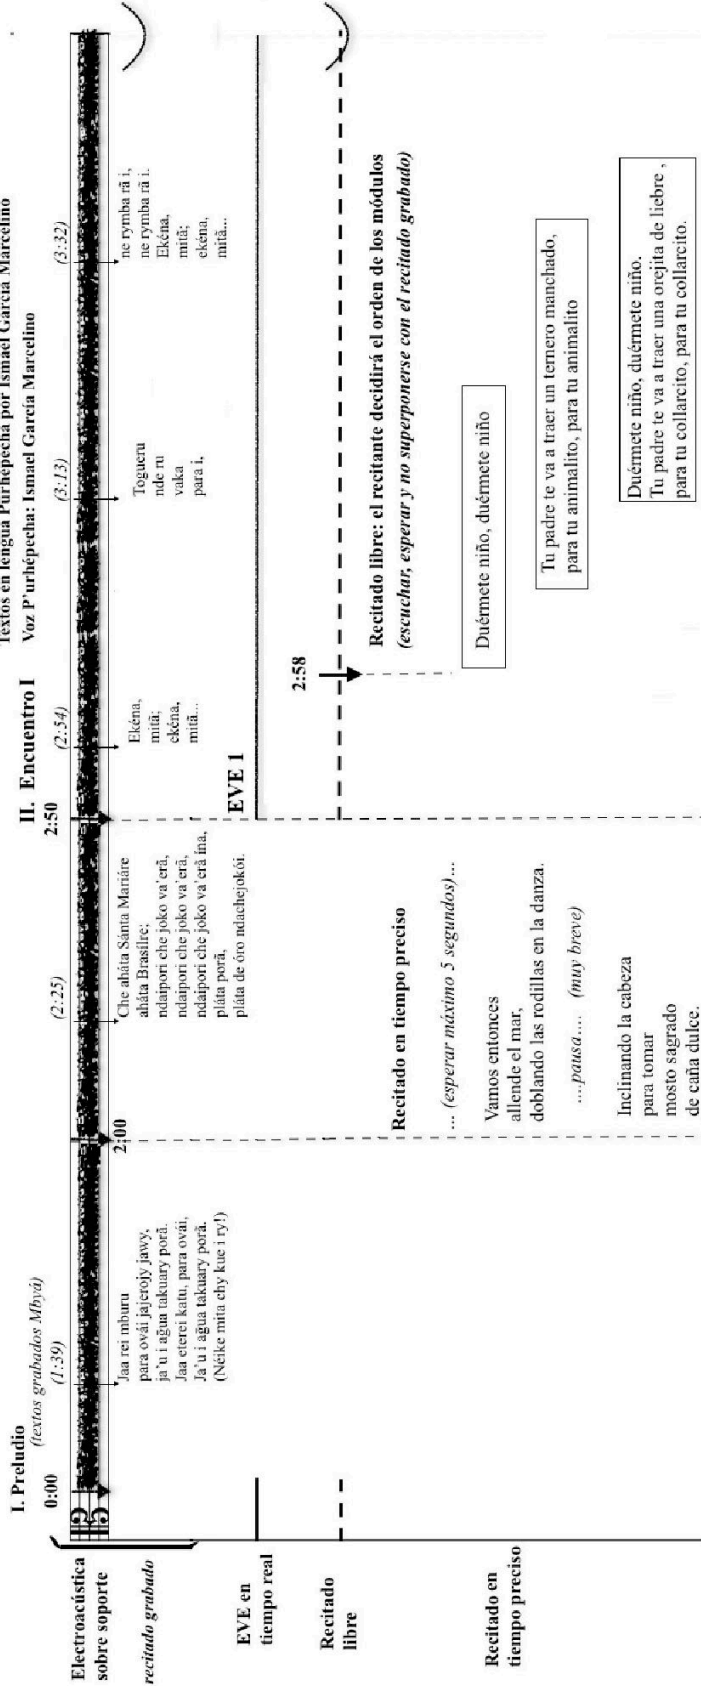 Textos en lengua Purhépecha por Ismael García Marcelino
Voz P'urhépecha: Ismael García Marcelino
I. Preludio
(textos grabados Mbyá)
II. Encuentro I
0:00
(1:39)
2:00
(2:25)
2:50
(2:54)
(3:13)
(3:32)
Electroacústica
sobre soporte
recitado grabado
Jaa rei mburu
para ovái jajerojy jawy,
ja'u i ag̃ua takuary porã.
Jaa eterei katu, para ovái,
Ja'u i ag̃ua takuary porã.
(Néike mita chy kue i ry!)
Che aháta Sánta Mariáre
aháta Brasílre;
ndaipori che joko va'erã,
ndaipori che joko va'erã,
ndaipori che joko va'erã ína,
pláta porã,
pláta de óro ndachejokói.
Ekéna,
mitã;
ekéna,
mitã...
Togueru
nde ru
vaka
para i,
ne rymba rã i,
ne rymba rã i.
Ekéna,
mitã;
ekéna,
mitã...
EVE en
tiempo real
EVE 1
Recitado
libre
2:58
Recitado libre: el recitante decidirá el orden de los módulos
(escuchar, esperar y no superponerse con el recitado grabado)
Duérmete niño, duérmete niño
Tu padre te va a traer un ternero manchado,
para tu animalito, para tu animalito
Duérmete niño, duérmete niño.
Tu padre te va a traer una orejita de liebre ,
para tu collarcito, para tu collarcito.
Recitado en
tiempo preciso
Recitado en tiempo preciso
... (esperar máximo 5 segundos)...
Vamos entonces
allende el mar,
doblando las rodillas en la danza.
....pausa.... (muy breve)
Inclinando la cabeza
para tomar
mosto sagrado
de caña dulce.